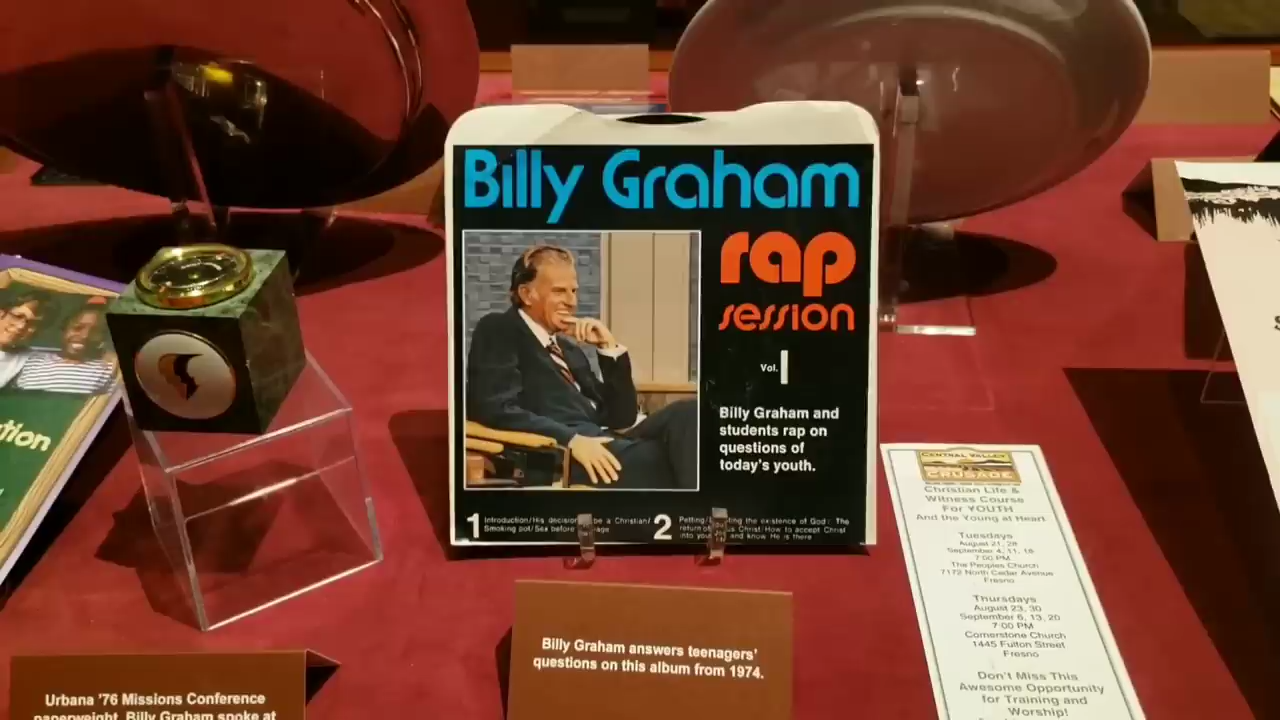 Billy Graham
rap
session
Vol. 1
Billy Graham and
students rap on
questions of
today's youth.
1 Introduction/His decision be a Christian/
Smoking pot/Sex before
2 Petting/ the existence of God/ The
return of Christ/How to accept Christ
into and know He is there
Billy Graham answers teenagers'
questions on this album from 1974.
Urbana '76 Missions Conference
paperweight. Billy Graham spoke at
tion
CENTRAL VALLEY
CRUSADE
Christian Life &
Witness Course
For YOUTH
And the Young at Heart
Tuesdays
August 21, 28
September 4, 11, 18
7:00 PM
The Peoples Church
7172 North Cedar Avenue
Fresno
Thursdays
August 23, 30
September 6, 13, 20
7:00 PM
Cornerstone Church
1445 Fulton Street
Fresno
Don't Miss This
Awesome Opportunity
for Training and
Worship!